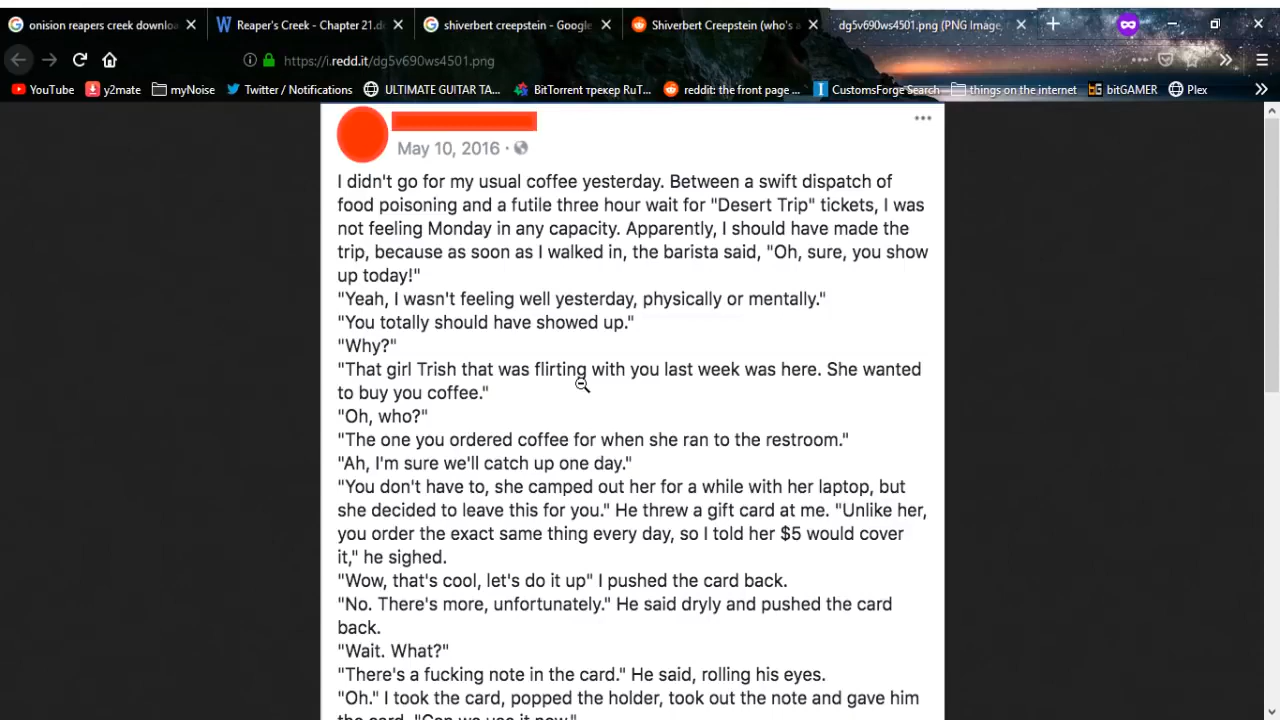 onision reapers creek downlo
Reaper's Creek - Chapter 21.d
shiverbert creepstein - Google
Shiverbert Creepstein (who's a
dg5v690ws4501.png (PNG Image,
https://i.redd.it/dg5v690ws4501.png
YouTube
y2mate
myNoise
Twitter / Notifications
ULTIMATE GUITAR TA...
BitTorrent трекер RuT...
reddit: the front page ...
CustomsForge Search
things on the internet
bitGAMER
Plex
May 10, 2016 ·
I didn't go for my usual coffee yesterday. Between a swift dispatch of
food poisoning and a futile three hour wait for "Desert Trip" tickets, I was
not feeling Monday in any capacity. Apparently, I should have made the
trip, because as soon as I walked in, the barista said, "Oh, sure, you show
up today!"
"Yeah, I wasn't feeling well yesterday, physically or mentally."
"You totally should have showed up."
"Why?"
"That girl Trish that was flirting with you last week was here. She wanted
to buy you coffee."
"Oh, who?"
"The one you ordered coffee for when she ran to the restroom."
"Ah, I'm sure we'll catch up one day."
"You don't have to, she camped out her for a while with her laptop, but
she decided to leave this for you." He threw a gift card at me. "Unlike her,
you order the exact same thing every day, so I told her $5 would cover
it," he sighed.
"Wow, that's cool, let's do it up" I pushed the card back.
"No. There's more, unfortunately." He said dryly and pushed the card
back.
"Wait. What?"
"There's a fucking note in the card." He said, rolling his eyes.
"Oh." I took the card, popped the holder, took out the note and gave him
the card. "Can we use it now."